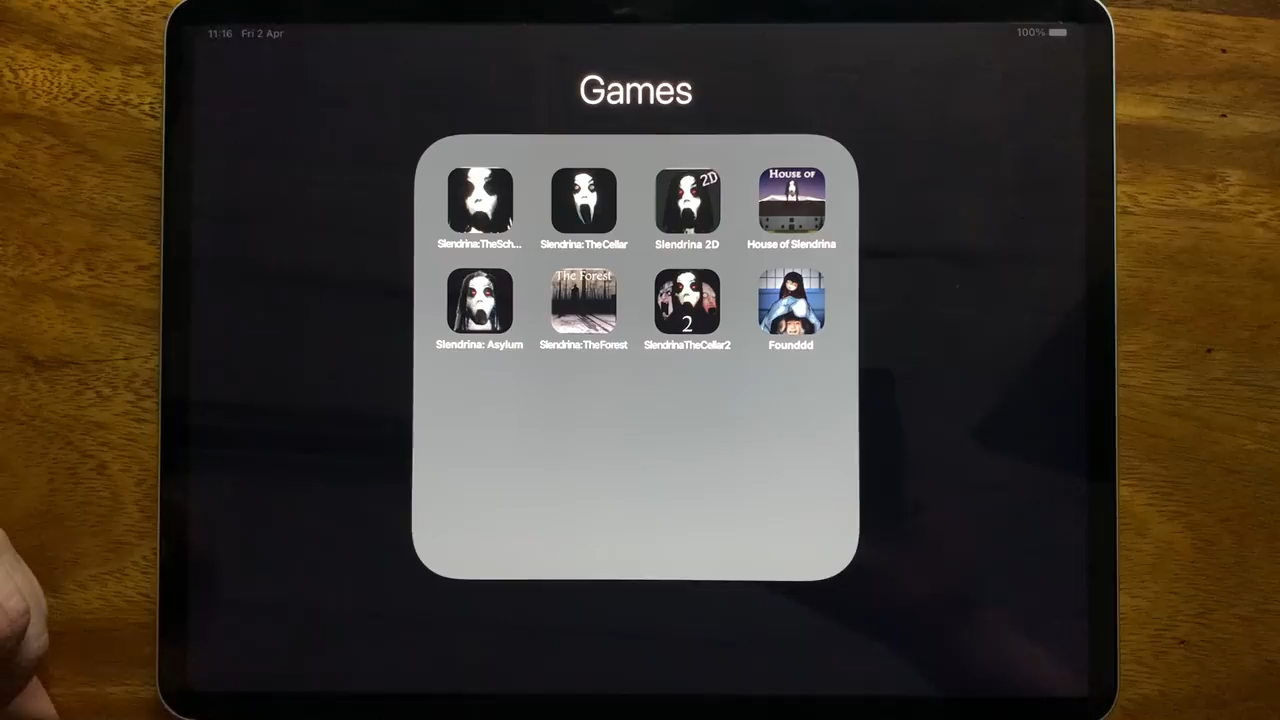 11:16 Fri 2 Apr
100%
Games
2D
HOUSE OF
Slendrina:TheSch...
Slendrina:TheCellar
Slendrina 2D
House of Slendrina
The Forest
2
Slendrina: Asylum
Slendrina:TheForest
SlendrinaTheCellar2
Founddd